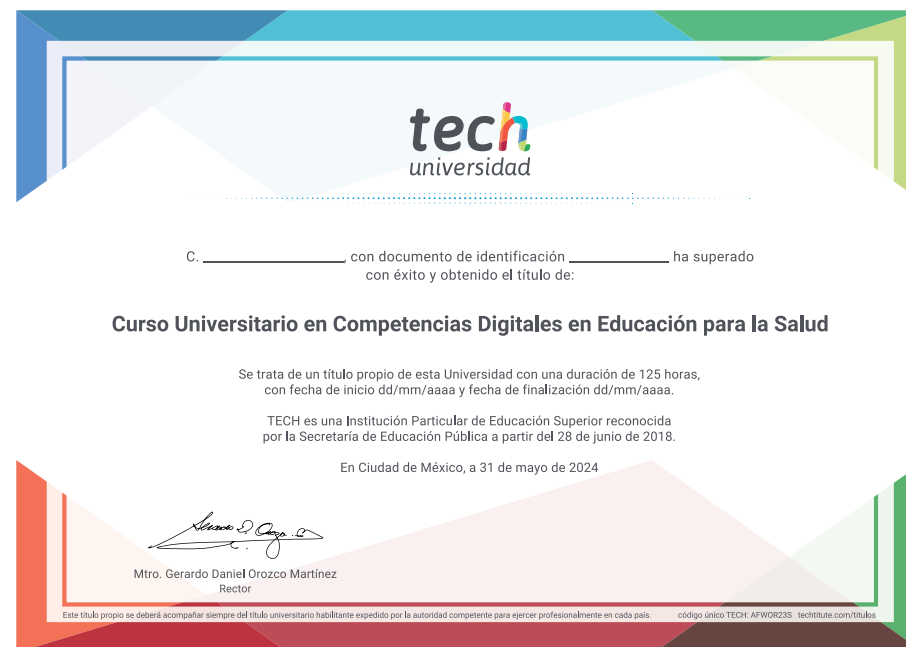 tech
universidad
C. ____________, con documento de identificación ____________ ha superado
con éxito y obtenido el título de:
Curso Universitario en Competencias Digitales en Educación para la Salud
Se trata de un título propio de esta Universidad con una duración de 125 horas,
con fecha de inicio dd/mm/aaaa y fecha de finalización dd/mm/aaaa.
TECH es una Institución Particular de Educación Superior reconocida
por la Secretaría de Educación Pública a partir del 28 de junio de 2018.
En Ciudad de México, a 31 de mayo de 2024
Mtro. Gerardo Daniel Orozco Martínez
Rector
Este título propio se deberá acompañar siempre del título universitario habilitante expedido por la autoridad competente para ejercer profesionalmente en cada país. código único TECH: AFWOR23S techtitute.com/titulos